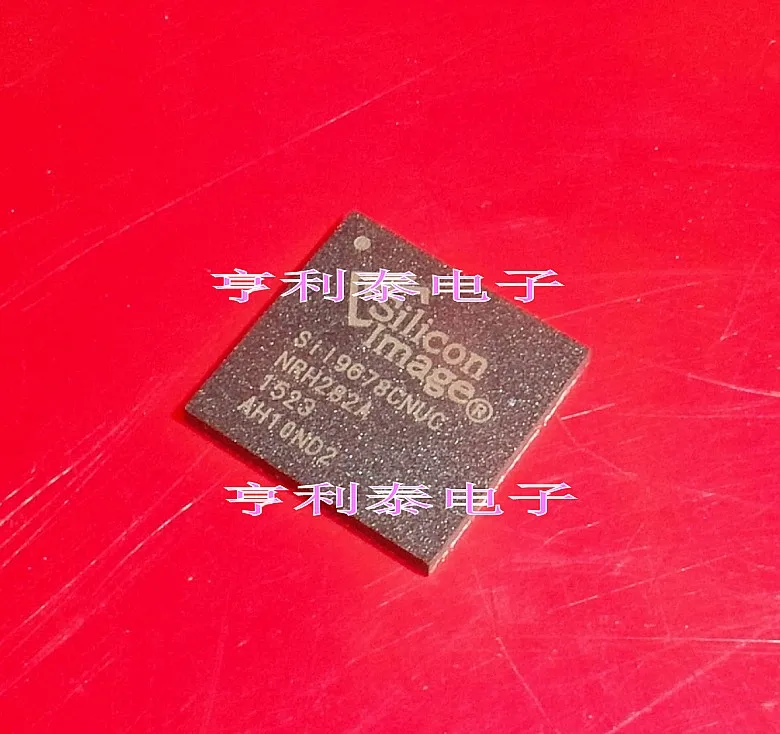 亨利泰电子
Silicon
Image®
SiI9678CNUC
NRH2B2A
1523
AH10ND2
亨利泰电子